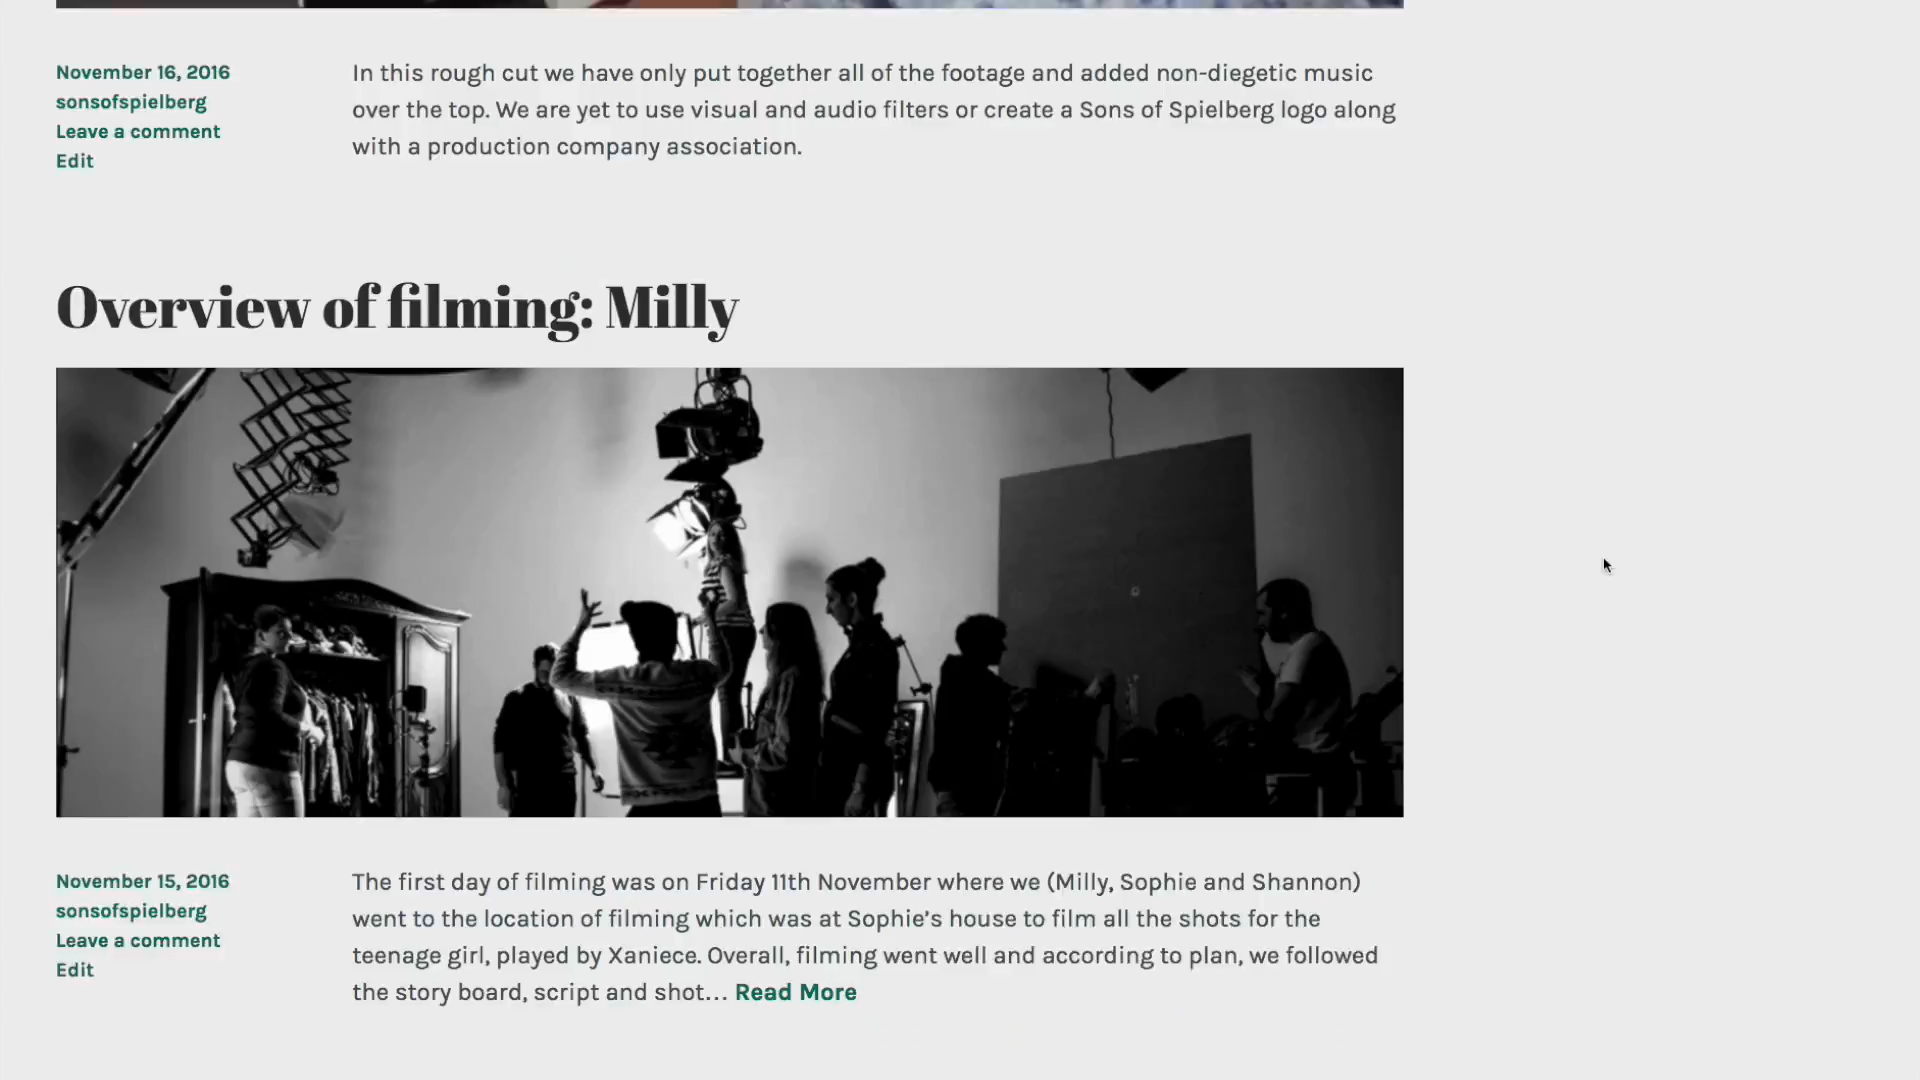 November 16, 2016
sonsofspielberg
Leave a comment
Edit
In this rough cut we have only put together all of the footage and added non-diegetic music
over the top. We are yet to use visual and audio filters or create a Sons of Spielberg logo along
with a production company association.
Overview of filming: Milly
November 15, 2016
sonsofspielberg
Leave a comment
Edit
The first day of filming was on Friday 11th November where we (Milly, Sophie and Shannon)
went to the location of filming which was at Sophie’s house to film all the shots for the
teenage girl, played by Xaniece. Overall, filming went well and according to plan, we followed
the story board, script and shot… Read More